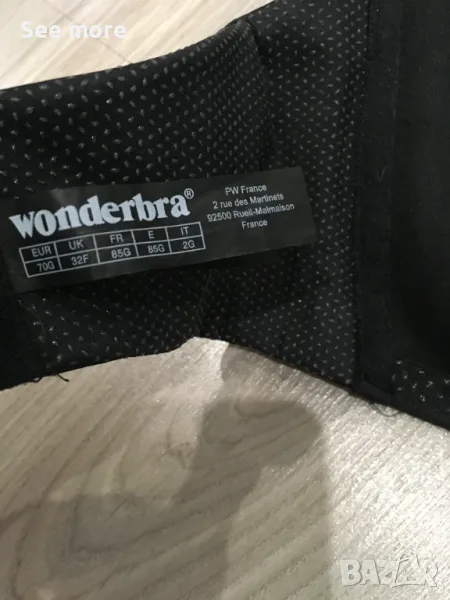 See more
wonderbra®
EUR UK FR E IT
70G 32F 85G 85G 2G
PW France
2 rue des Martinets
92500 Rueil-Malmaison
France
BAZAR